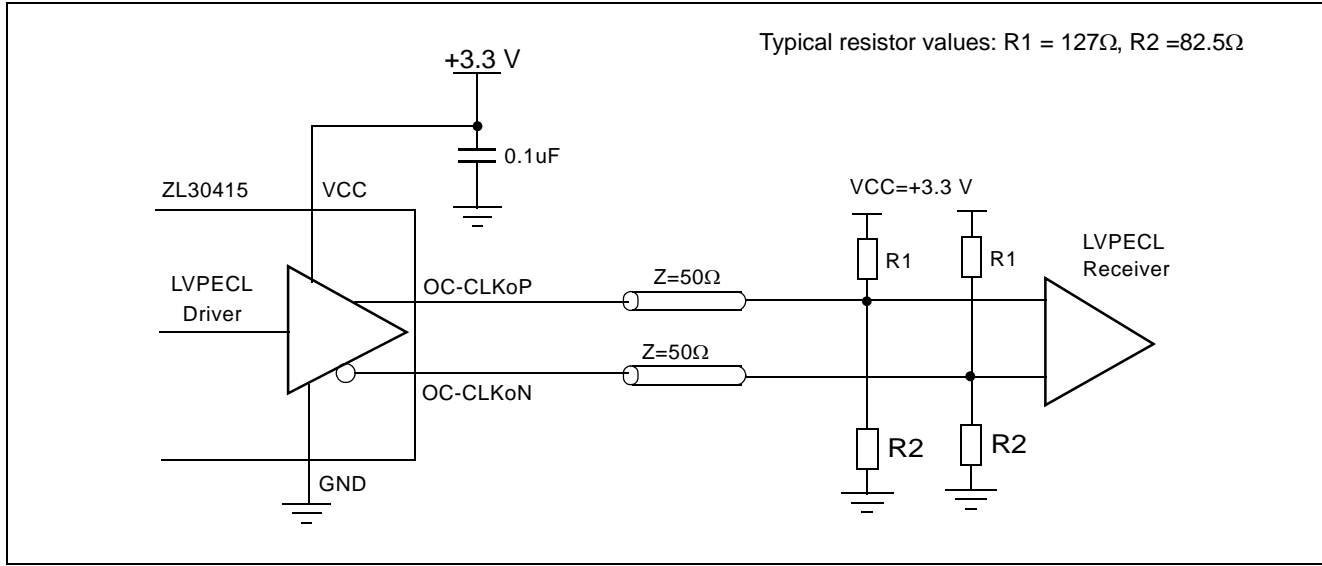 Typical resistor values: R1 = 127Ω, R2 =82.5Ω
+3.3 V
0.1uF
ZL30415
VCC
VCC=+3.3 V
LVPECL
Driver
OC-CLKoP
Z=50Ω
R1
R1
LVPECL
Receiver
Z=50Ω
OC-CLKoN
R2
R2
GND